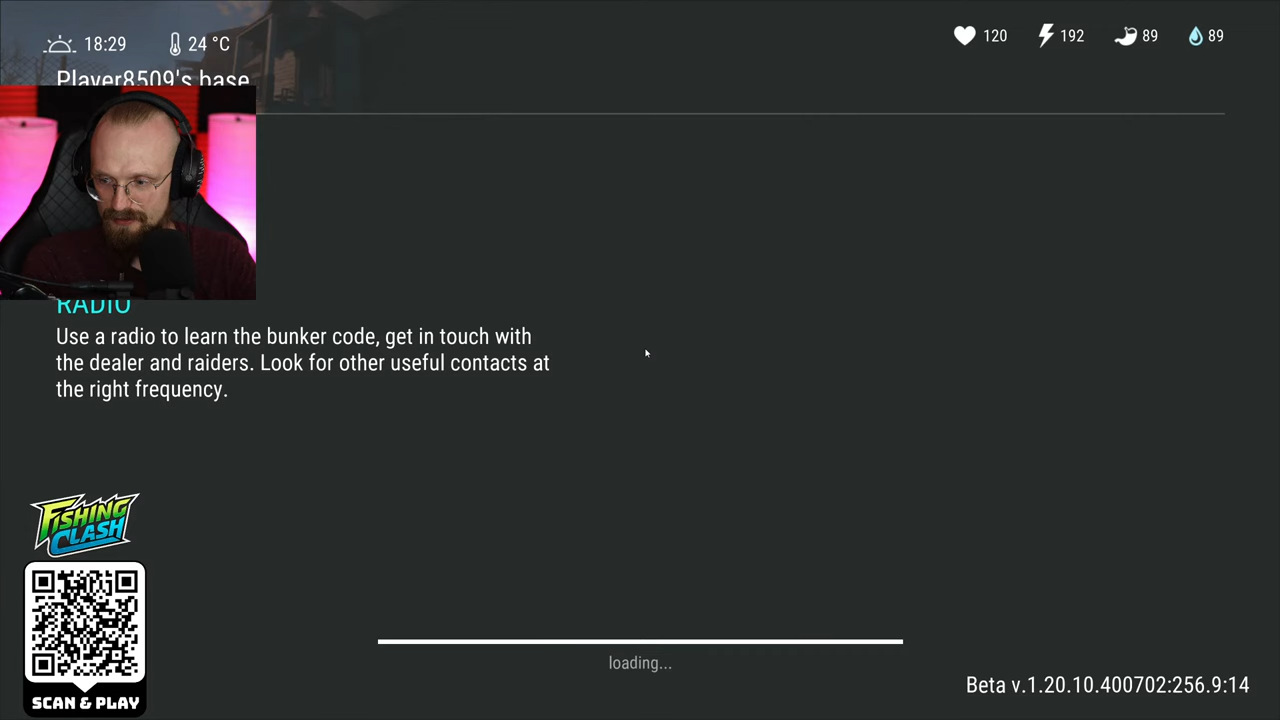 18:29 24 °C 120 192 89 89
Player8509's base
RADIO
Use a radio to learn the bunker code, get in touch with
the dealer and raiders. Look for other useful contacts at
the right frequency.
FISHING
CLASH
SCAN & PLAY
loading...
Beta v.1.20.10.400702:256.9:14